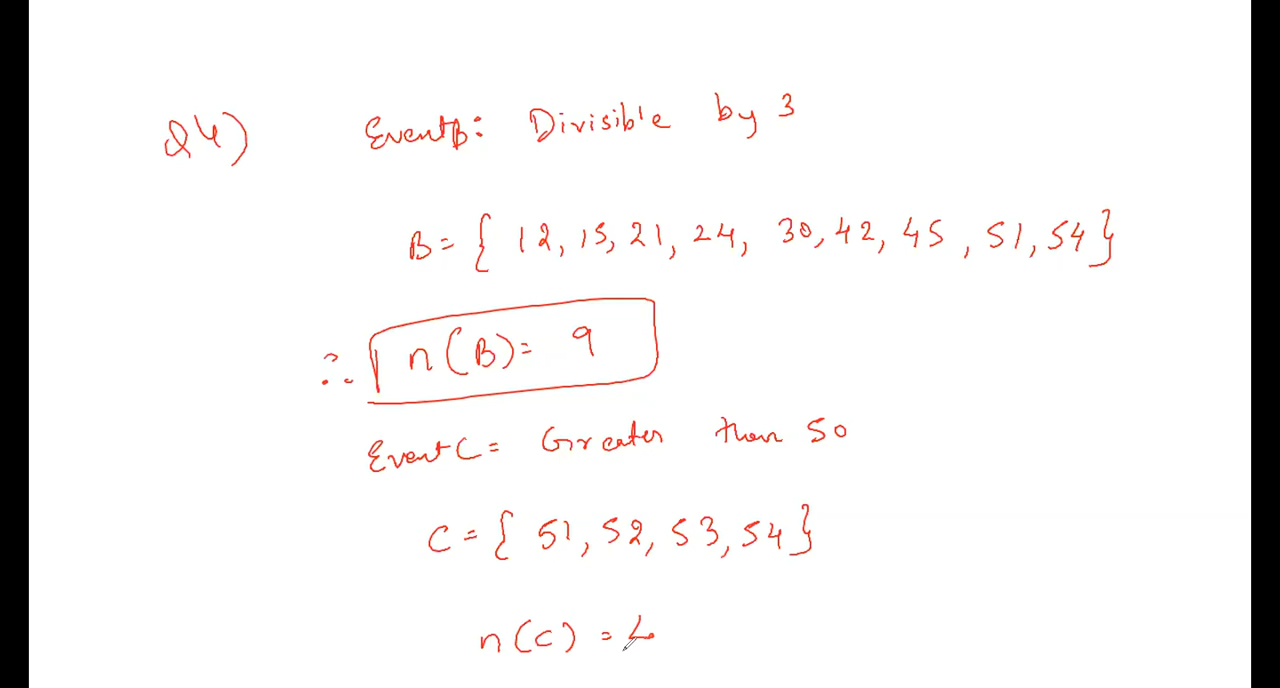 Q4) Event B: Divisible by 3
B = { 12, 15, 21, 24, 30, 42, 45, 51, 54 }
∴ n(B) = 9
Event C = Greater than 50
C = { 51, 52, 53, 54 }
n(C) =